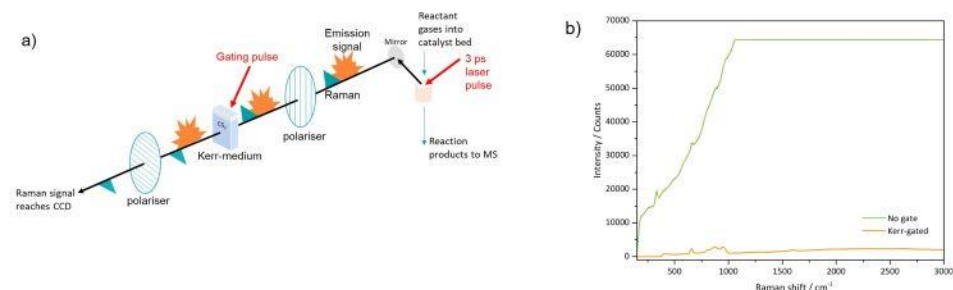 a)
Emission
signal
Gating pulse
Mirror
Reactant
gases into
catalyst bed
3 ps
laser
pulse
Raman
polariser
CS₂
Kerr-medium
Reaction
products to MS
polariser
Raman signal
reaches CCD
b)
Intensity / Counts
70000
60000
50000
40000
30000
20000
10000
0
No gate
Kerr-gated
500
1000
1500
2000
2500
3000
Raman shift / cm⁻¹